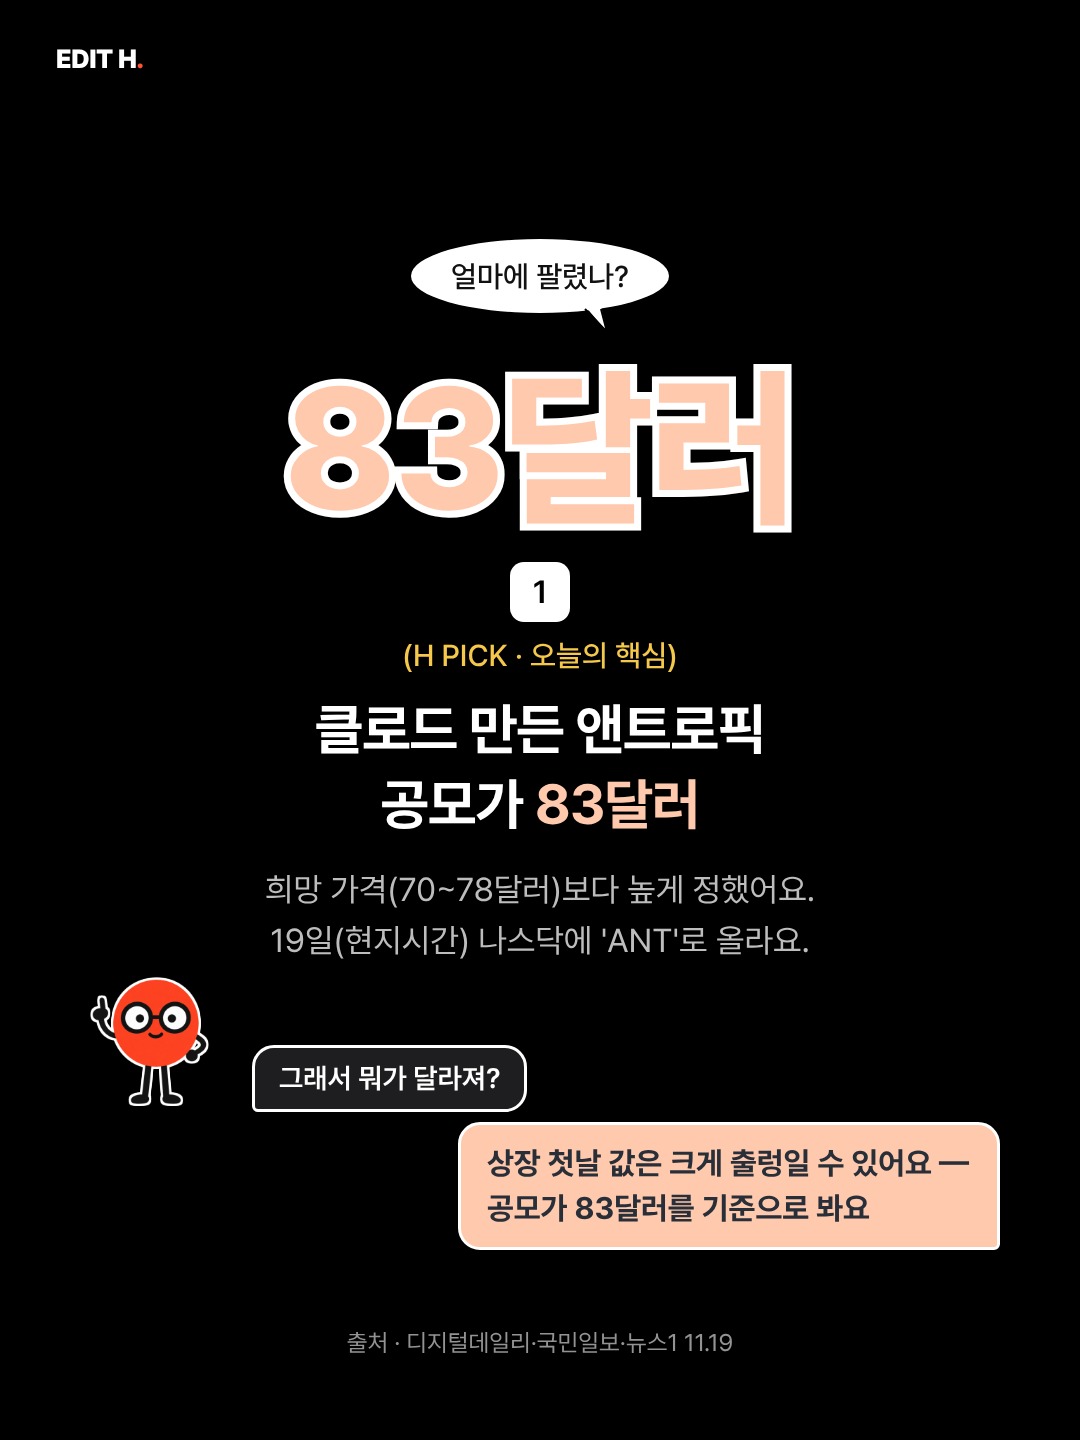 EDIT H.
얼마에 팔렸나?
83달러
1
(H PICK · 오늘의 핵심)
클로드 만든 앤트로픽
공모가 83달러
희망 가격(70~78달러)보다 높게 정했어요.
19일(현지시간) 나스닥에 'ANT'로 올라요.
그래서 뭐가 달라져?
상장 첫날 값은 크게 출렁일 수 있어요 —
공모가 83달러를 기준으로 봐요
출처 · 디지털데일리·국민일보·뉴스1 11.19